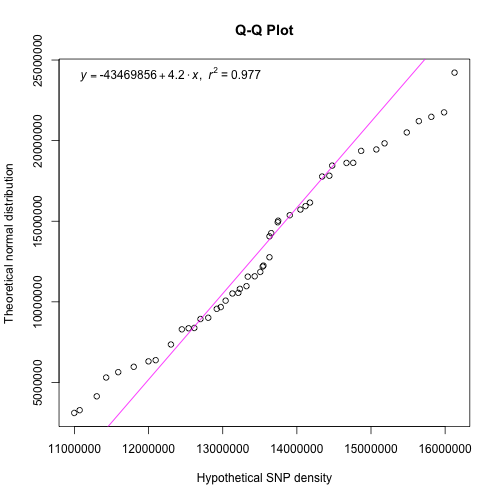 Q-Q Plot
y = -43469856 + 4.2 · x, r² = 0.977
Theoretical normal distribution
25000000
20000000
15000000
10000000
5000000
11000000 12000000 13000000 14000000 15000000 16000000
Hypothetical SNP density